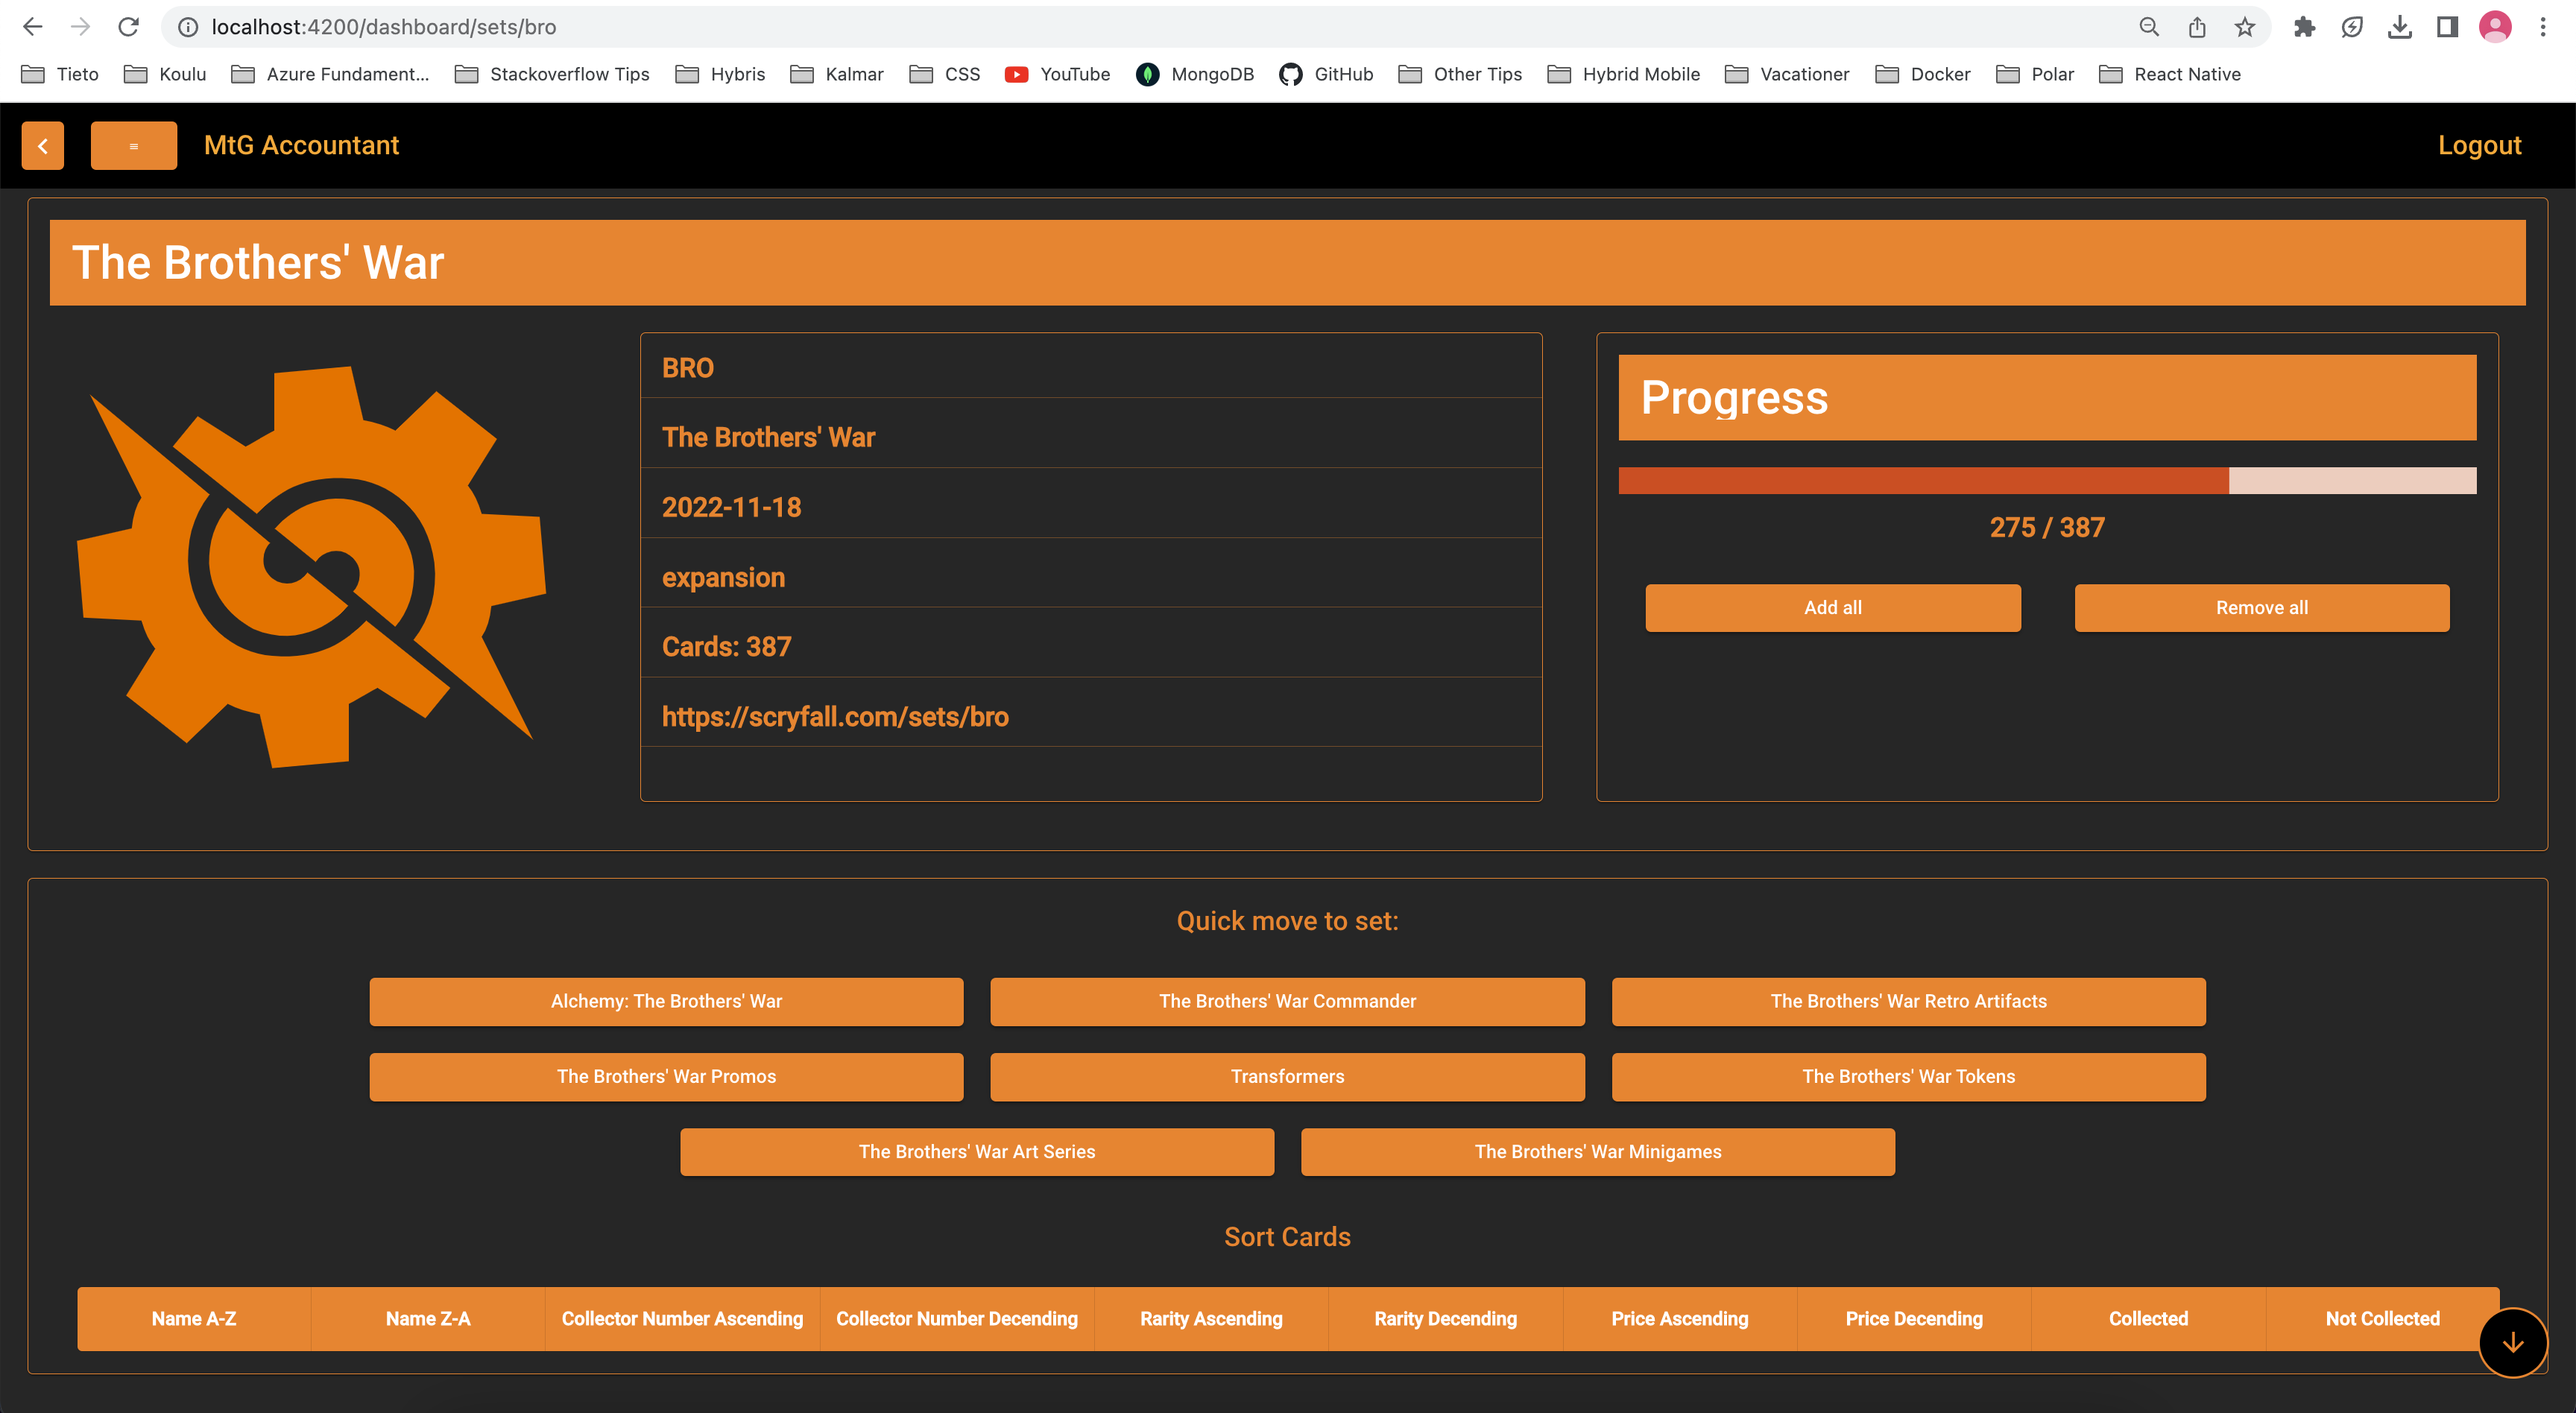 localhost:4200/dashboard/sets/bro
Tieto Koulu Azure Fundament... Stackoverflow Tips Hybris Kalmar CSS YouTube MongoDB GitHub Other Tips Hybrid Mobile Vacationer Docker Polar React Native
MtG Accountant Logout
The Brothers' War
BRO
The Brothers' War
2022-11-18
expansion
Cards: 387
https://scryfall.com/sets/bro
Progress
275 / 387
Add all Remove all
Quick move to set:
Alchemy: The Brothers' War The Brothers' War Commander The Brothers' War Retro Artifacts
The Brothers' War Promos Transformers The Brothers' War Tokens
The Brothers' War Art Series The Brothers' War Minigames
Sort Cards
Name A-Z Name Z-A Collector Number Ascending Collector Number Decending Rarity Ascending Rarity Decending Price Ascending Price Decending Collected Not Collected